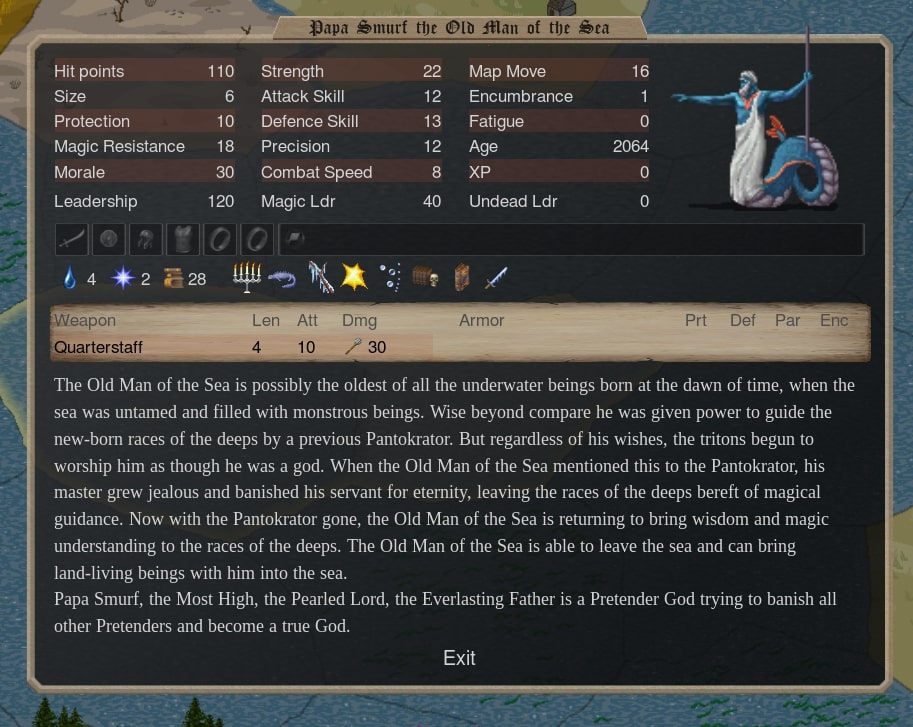 Papa Smurf the Old Man of the Sea
Hit points 110 Strength 22 Map Move 16
Size 6 Attack Skill 12 Encumbrance 1
Protection 10 Defence Skill 13 Fatigue 0
Magic Resistance 18 Precision 12 Age 2064
Morale 30 Combat Speed 8 XP 0
Leadership 120 Magic Ldr 40 Undead Ldr 0
4 2 28
Weapon Len Att Dmg Armor Prt Def Par Enc
Quarterstaff 4 10 30
The Old Man of the Sea is possibly the oldest of all the underwater beings born at the dawn of time, when the
sea was untamed and filled with monstrous beings. Wise beyond compare he was given power to guide the
new-born races of the deeps by a previous Pantokrator. But regardless of his wishes, the tritons begun to
worship him as though he was a god. When the Old Man of the Sea mentioned this to the Pantokrator, his
master grew jealous and banished his servant for eternity, leaving the races of the deeps bereft of magical
guidance. Now with the Pantokrator gone, the Old Man of the Sea is returning to bring wisdom and magic
understanding to the races of the deeps. The Old Man of the Sea is able to leave the sea and can bring
land-living beings with him into the sea.
Papa Smurf, the Most High, the Pearled Lord, the Everlasting Father is a Pretender God trying to banish all
other Pretenders and become a true God.
Exit